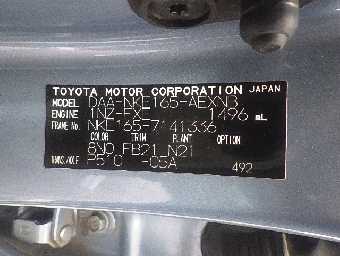 TOYOTA MOTOR CORPORATION JAPAN
MODEL DAA-NKE165-AEXNB
ENGINE 1NZ-FX 1496 mL
FRAME No. NKE165-7141336
COLOR TRIM PLANT OPTION
8N0 FB21 N21
TRANS./AXLE P510 -05A 492